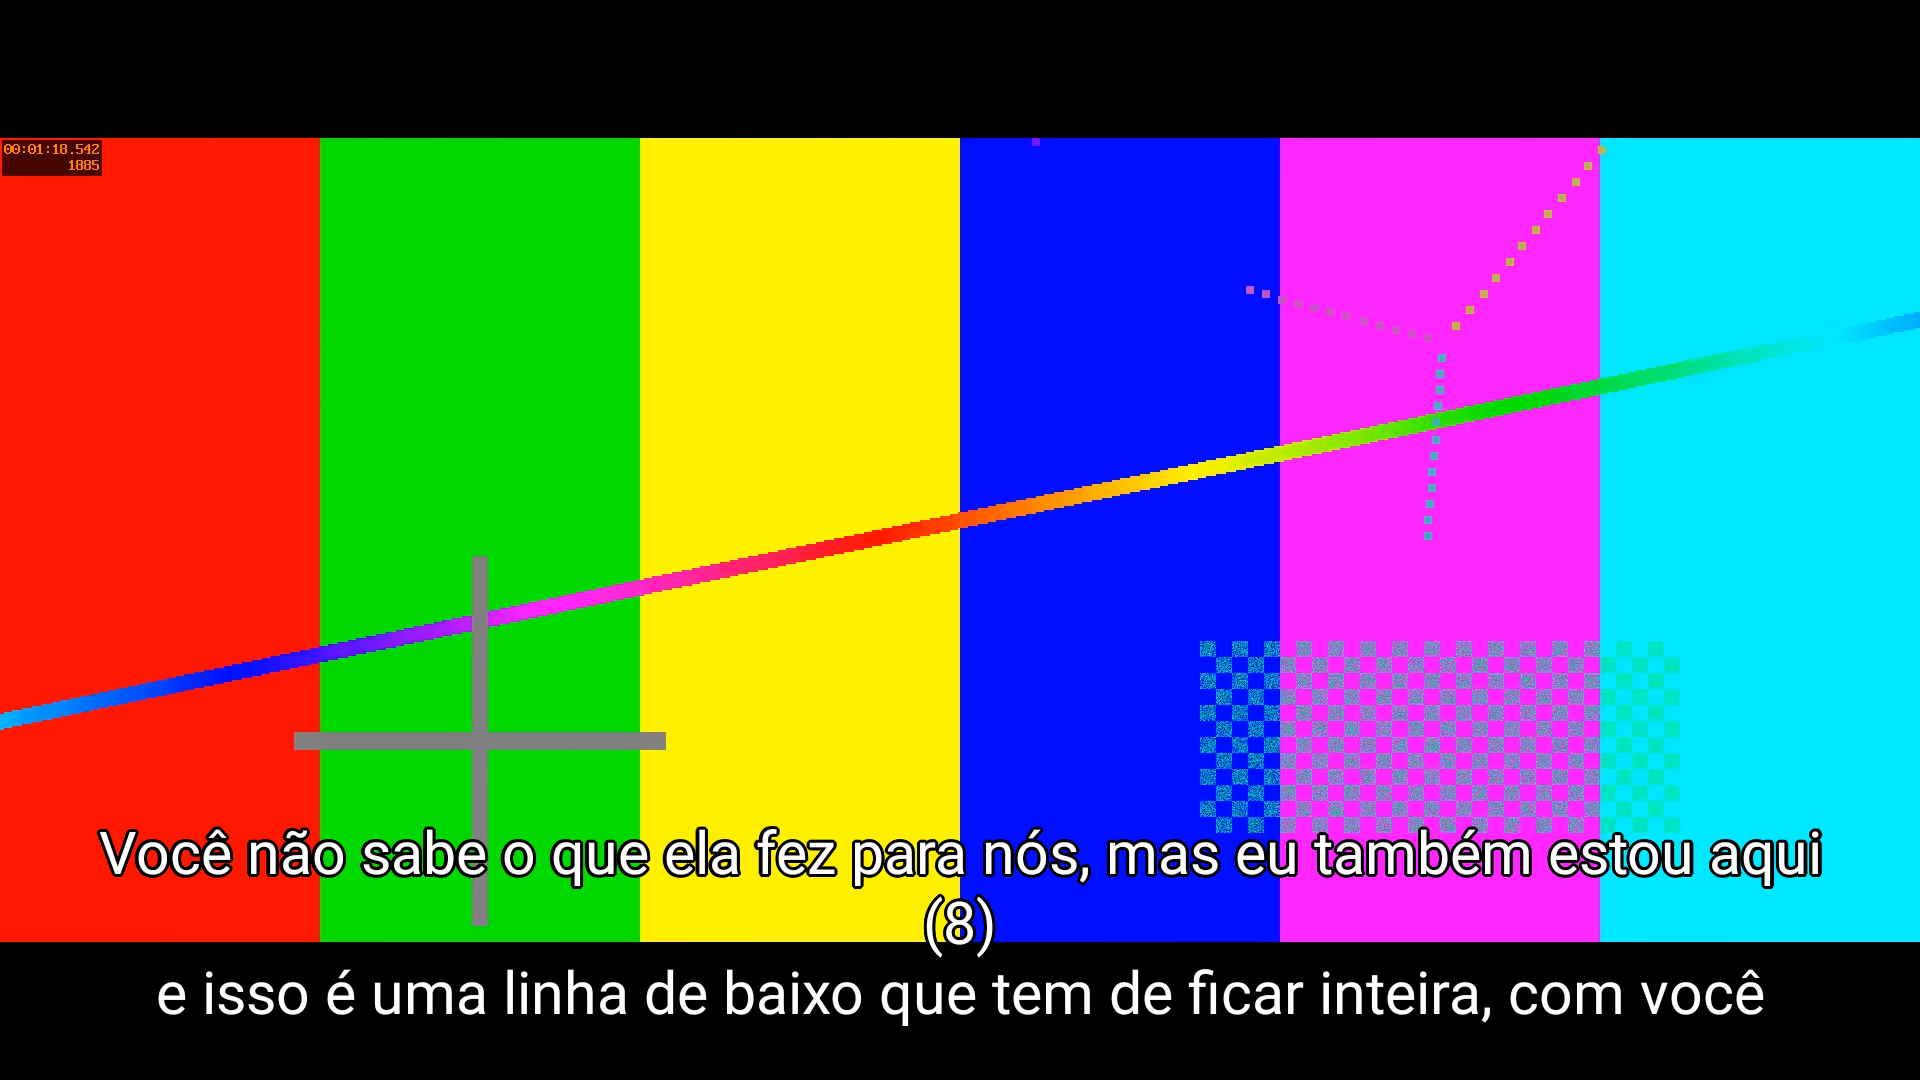 00:01:18.542
1885
Você não sabe o que ela fez para nós, mas eu também estou aqui
(8)
e isso é uma linha de baixo que tem de ficar inteira, com você